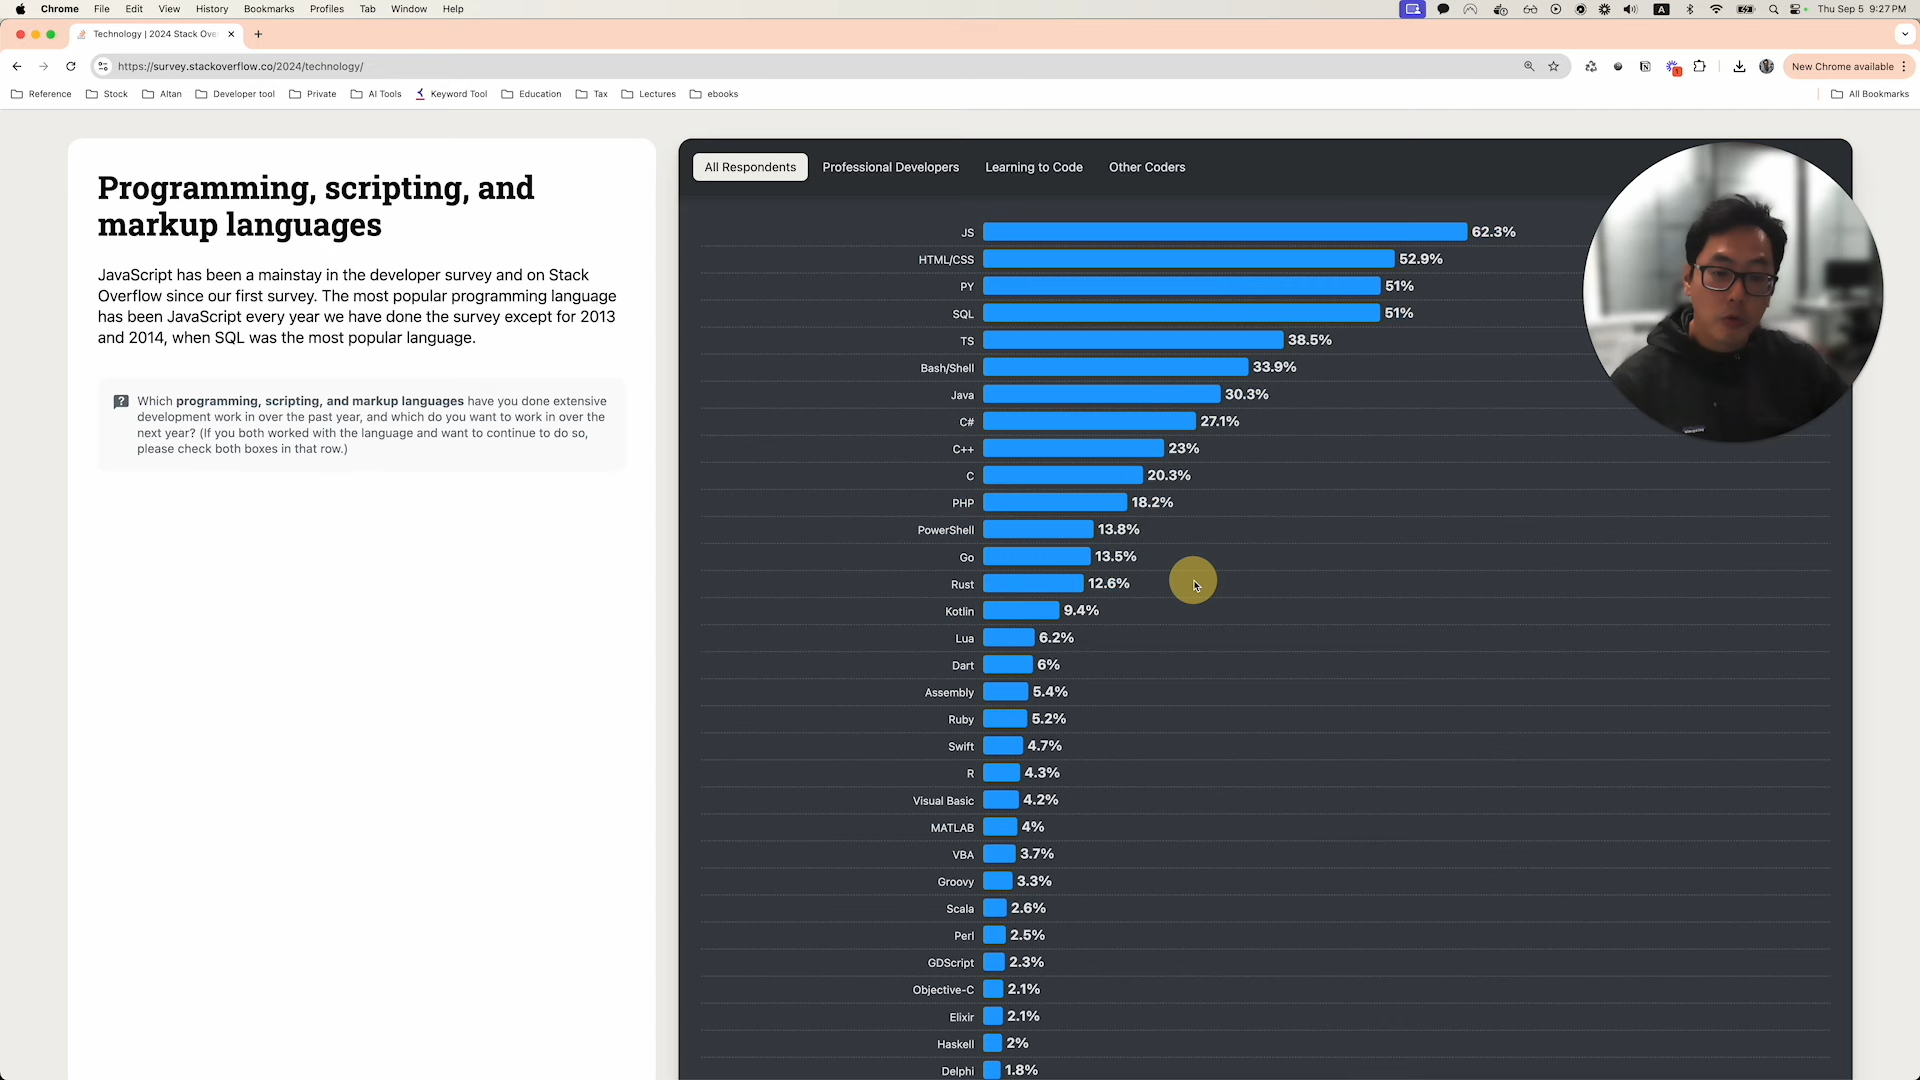 Chrome File Edit View History Bookmarks Profiles Tab Window Help
A
Thu Sep 5 9:27 PM
Technology | 2024 Stack Ove
https://survey.stackoverflow.co/2024/technology/
1
New Chrome available
Reference Stock Altan Developer tool Private AI Tools Keyword Tool Education Tax Lectures ebooks
All Bookmarks
Programming, scripting, and
markup languages
JavaScript has been a mainstay in the developer survey and on Stack
Overflow since our first survey. The most popular programming language
has been JavaScript every year we have done the survey except for 2013
and 2014, when SQL was the most popular language.
Which programming, scripting, and markup languages have you done extensive
development work in over the past year, and which do you want to work in over the
next year? (If you both worked with the language and want to continue to do so,
please check both boxes in that row.)
All Respondents Professional Developers Learning to Code Other Coders
JS 62.3%
HTML/CSS 52.9%
PY 51%
SQL 51%
TS 38.5%
Bash/Shell 33.9%
Java 30.3%
C# 27.1%
C++ 23%
C 20.3%
PHP 18.2%
PowerShell 13.8%
Go 13.5%
Rust 12.6%
Kotlin 9.4%
Lua 6.2%
Dart 6%
Assembly 5.4%
Ruby 5.2%
Swift 4.7%
R 4.3%
Visual Basic 4.2%
MATLAB 4%
VBA 3.7%
Groovy 3.3%
Scala 2.6%
Perl 2.5%
GDScript 2.3%
Objective-C 2.1%
Elixir 2.1%
Haskell 2%
Delphi 1.8%